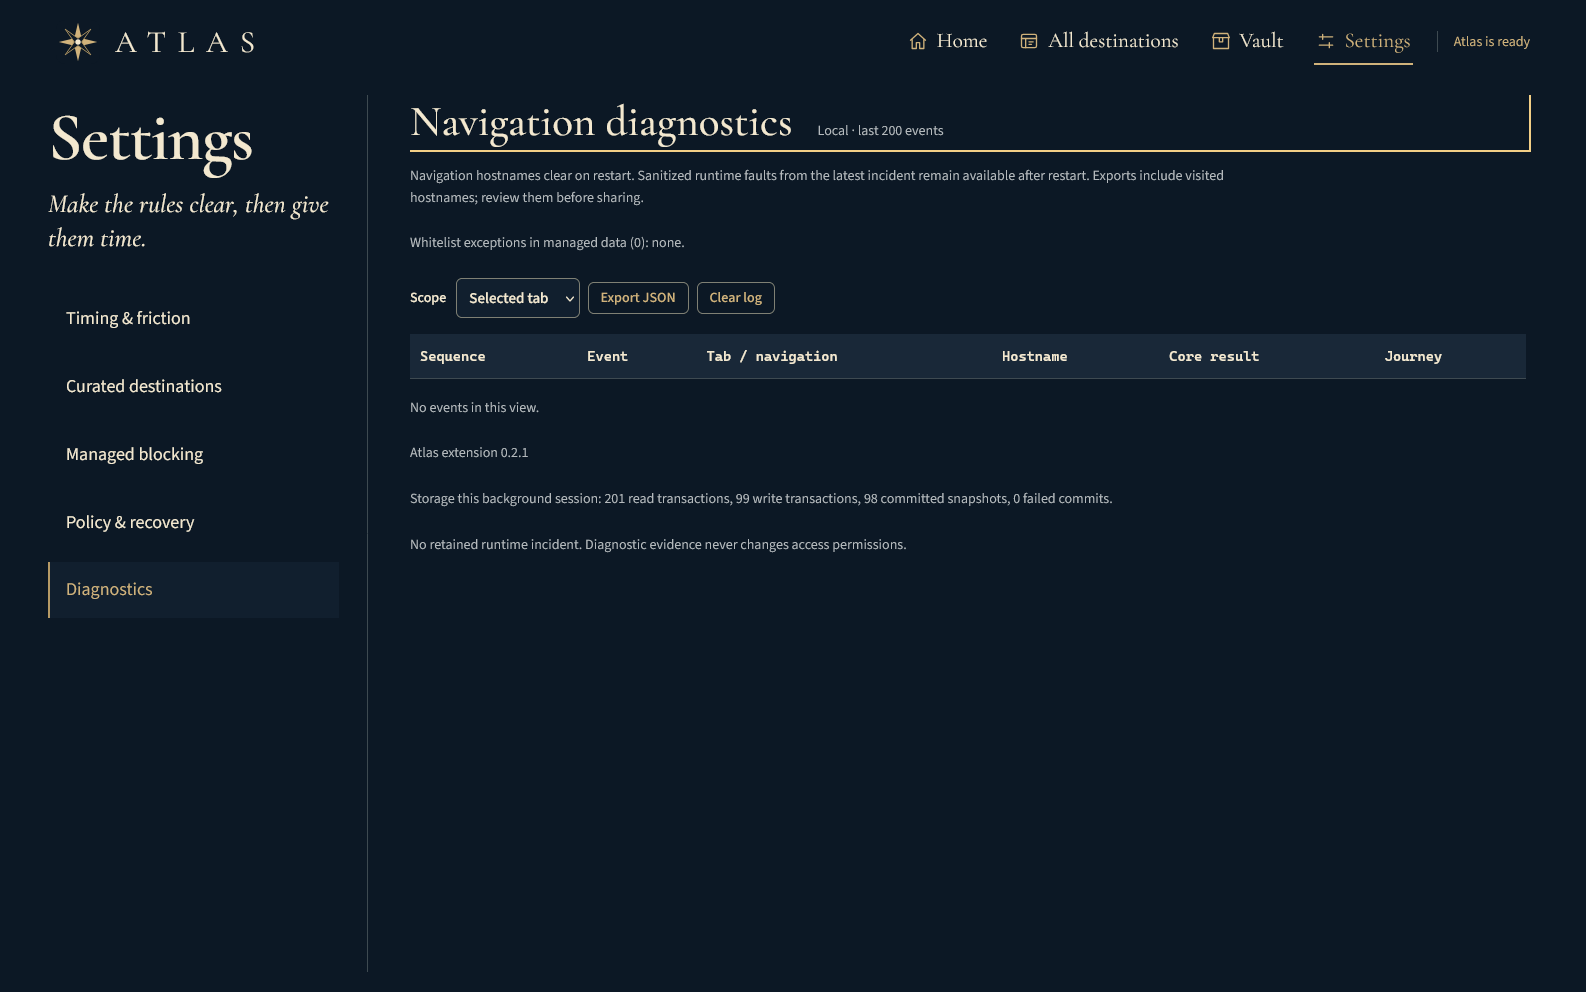 ATLAS
Home
All destinations
Vault
Settings
Atlas is ready
Settings
Make the rules clear, then give
them time.
Timing & friction
Curated destinations
Managed blocking
Policy & recovery
Diagnostics
Navigation diagnostics
Local · last 200 events
Navigation hostnames clear on restart. Sanitized runtime faults from the latest incident remain available after restart. Exports include visited
hostnames; review them before sharing.
Whitelist exceptions in managed data (0): none.
Scope
Selected tab
Export JSON
Clear log
Sequence Event Tab / navigation Hostname Core result Journey
No events in this view.
Atlas extension 0.2.1
Storage this background session: 201 read transactions, 99 write transactions, 98 committed snapshots, 0 failed commits.
No retained runtime incident. Diagnostic evidence never changes access permissions.